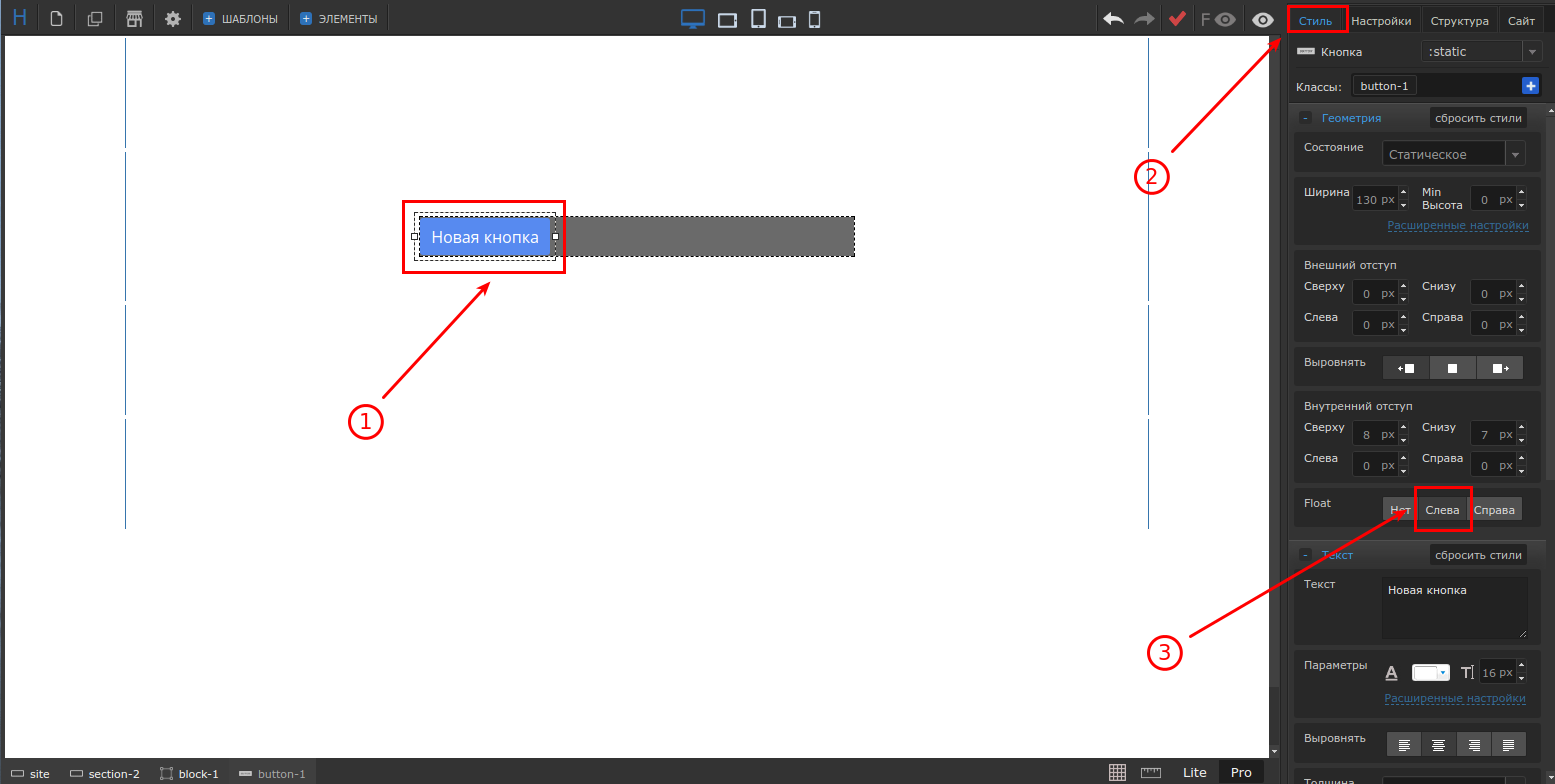 H
ШАБЛОНЫ
ЭЛЕМЕНТЫ
F
Стиль Настройки Структура Сайт
Кнопка :static
Классы: button-1 +
- Геометрия сбросить стили
Состояние Статическое
Ширина 130 px Min Высота 0 px
Расширенные настройки
Внешний отступ
Сверху 0 px Снизу 0 px
Слева 0 px Справа 0 px
Выровнять
Внутренний отступ
Сверху 8 px Снизу 7 px
Слева 0 px Справа 0 px
Float Нет Слева Справа
- Текст сбросить стили
Текст Новая кнопка
Параметры A T 16 px
Расширенные настройки
Выровнять
Толщина
Новая кнопка
1
2
3
site section-2 block-1 button-1
Lite Pro